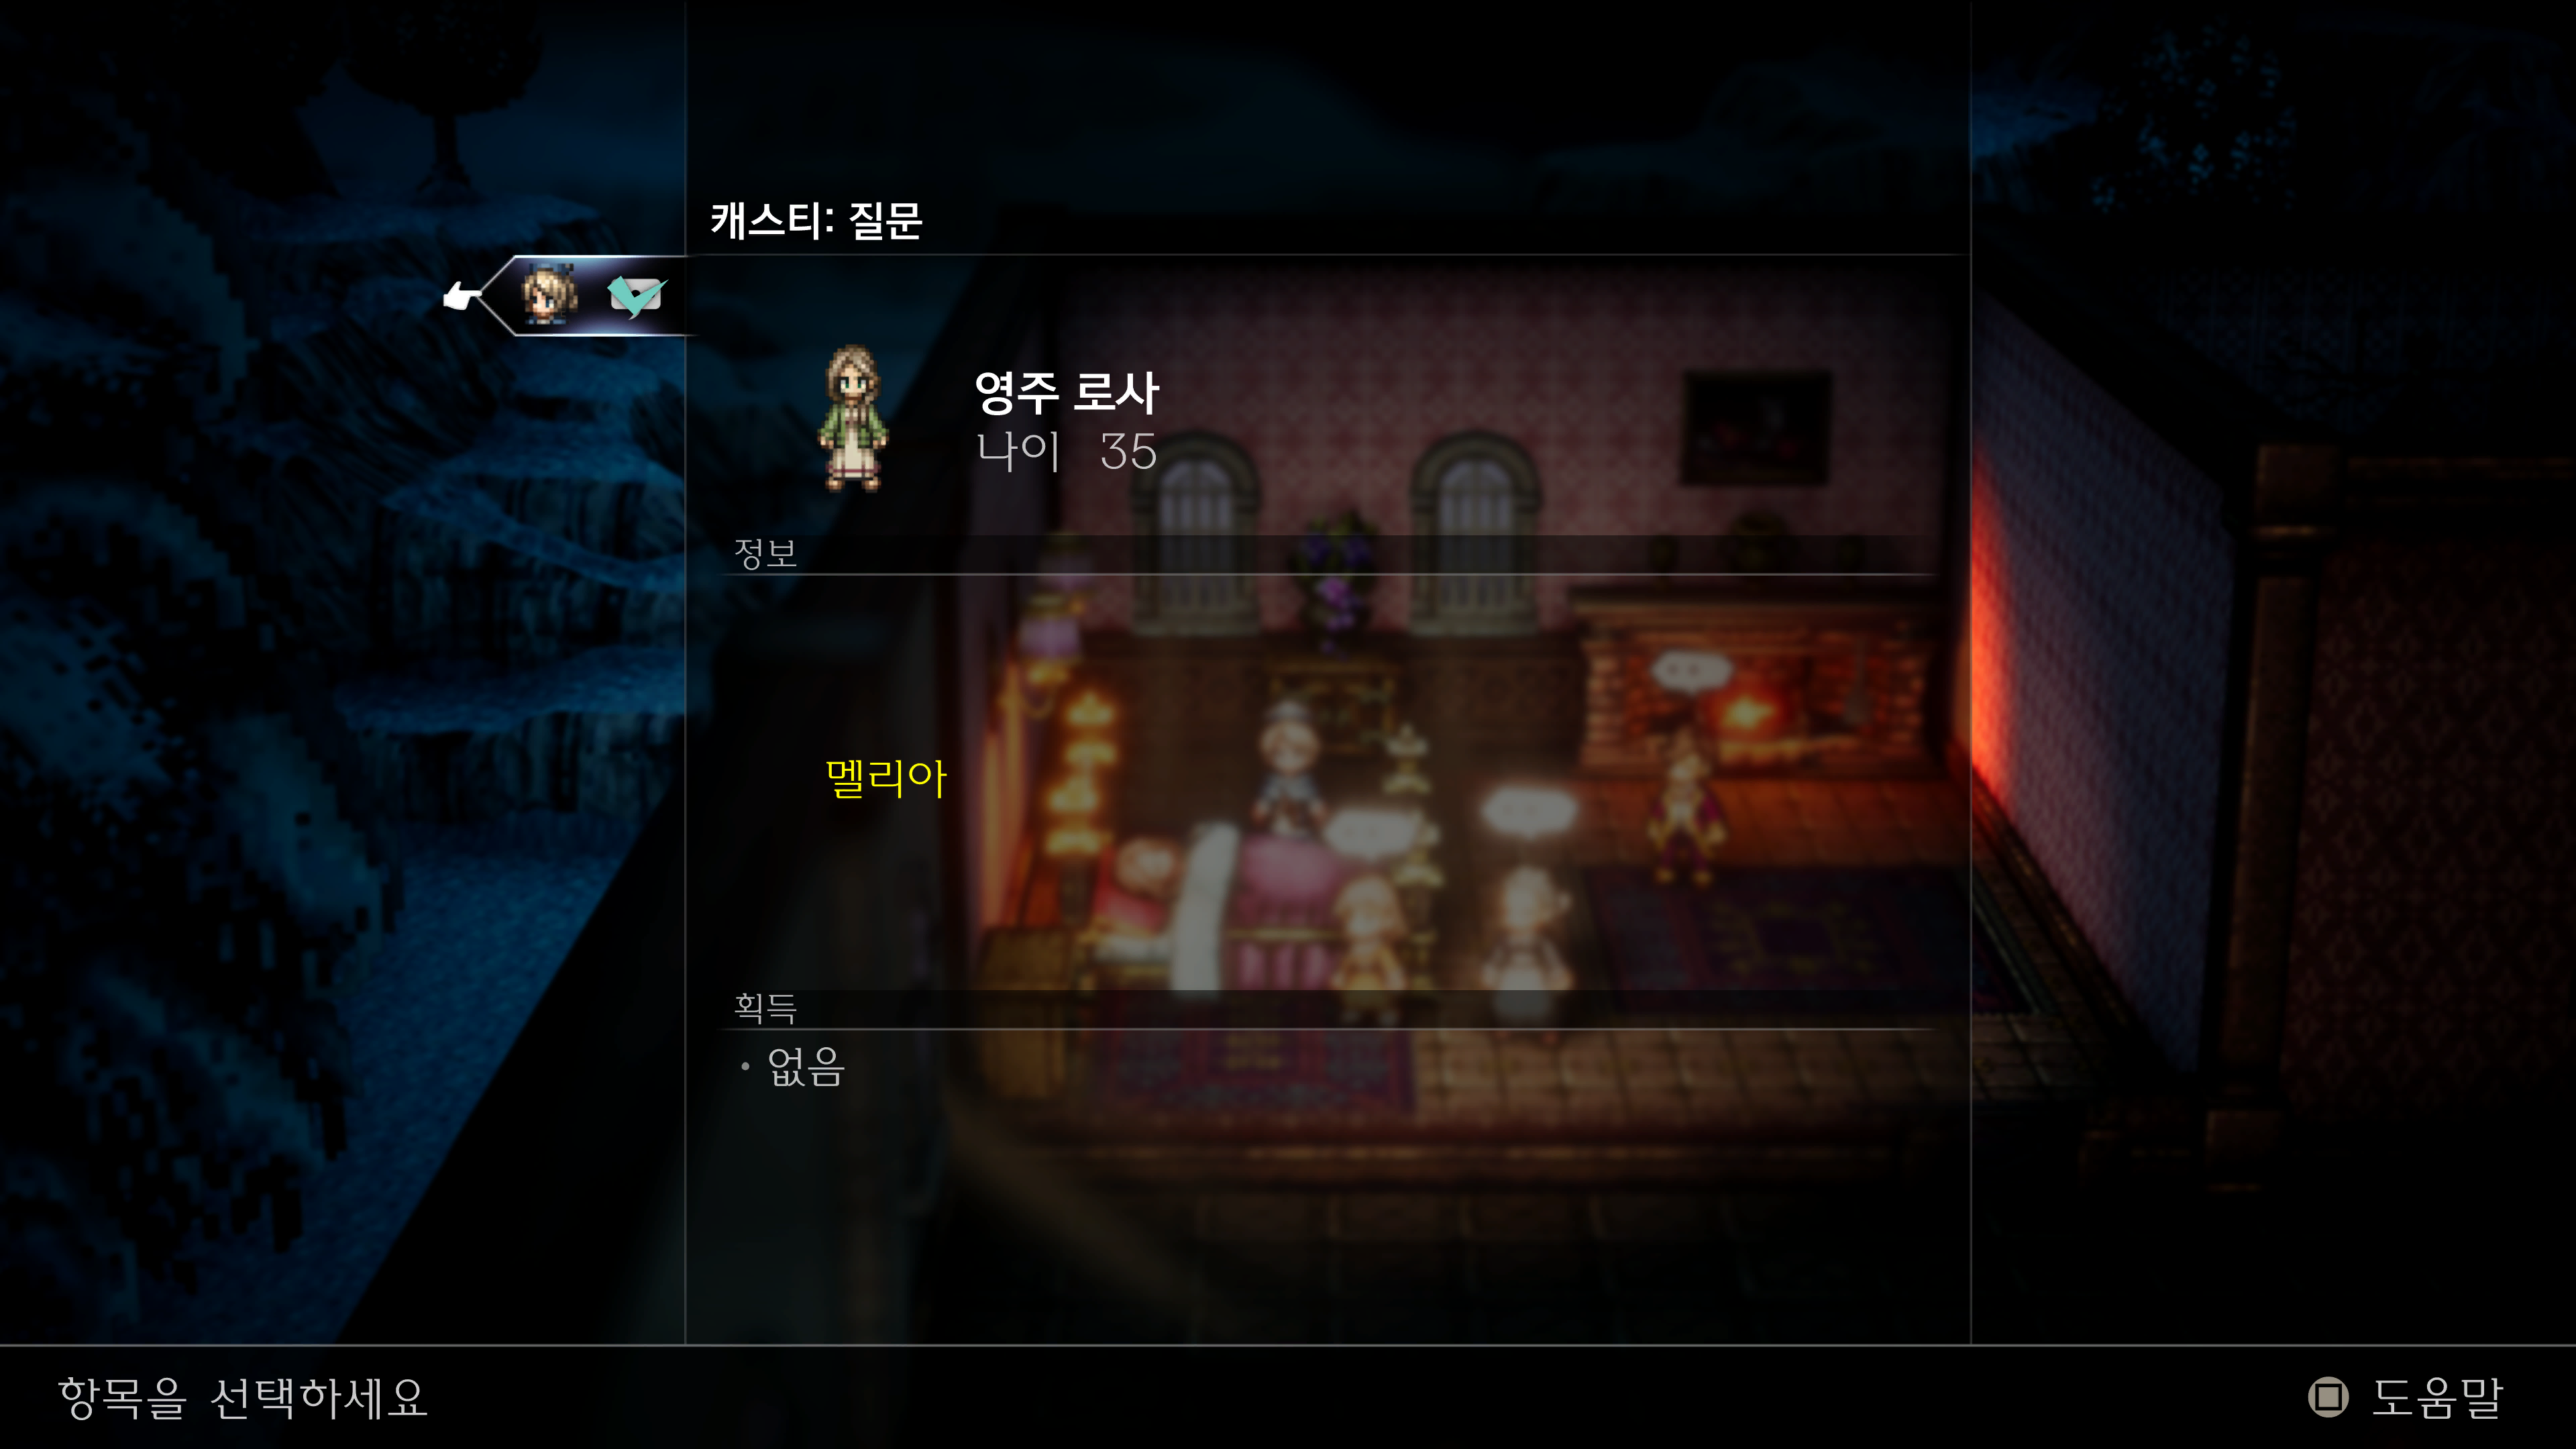 캐스티: 질문
영주 로사
나이 35
정보
멜리아
획득
• 없음
항목을 선택하세요
도움말